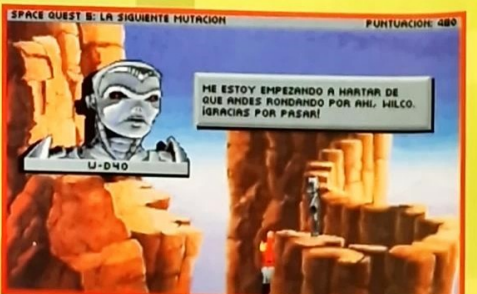 SPACE QUEST 5: LA SIGUIENTE MUTACION PUNTUACION: 480
ME ESTOY EMPEZANDO A HARTAR DE
QUE ANDES RONDANDO POR AHI, WILCO.
¡GRACIAS POR PASAR!
W-D40